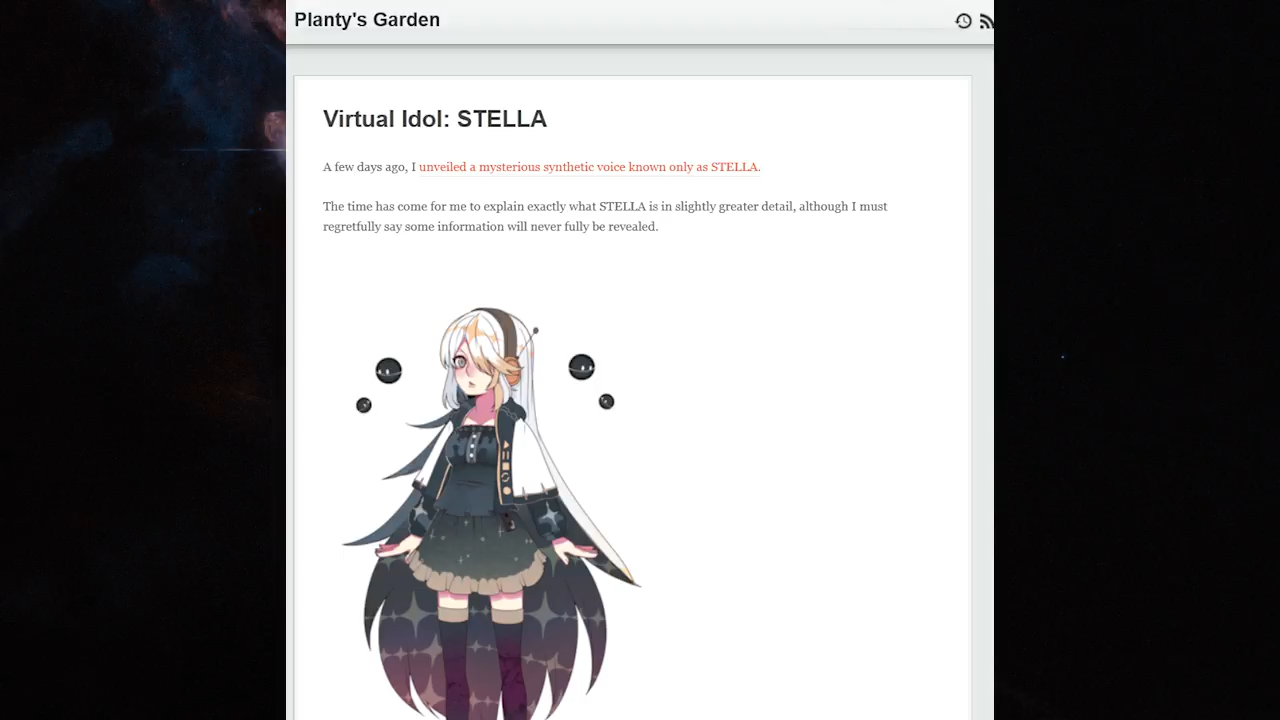 Planty's Garden
Virtual Idol: STELLA
A few days ago, I unveiled a mysterious synthetic voice known only as STELLA.
The time has come for me to explain exactly what STELLA is in slightly greater detail, although I must
regretfully say some information will never fully be revealed.